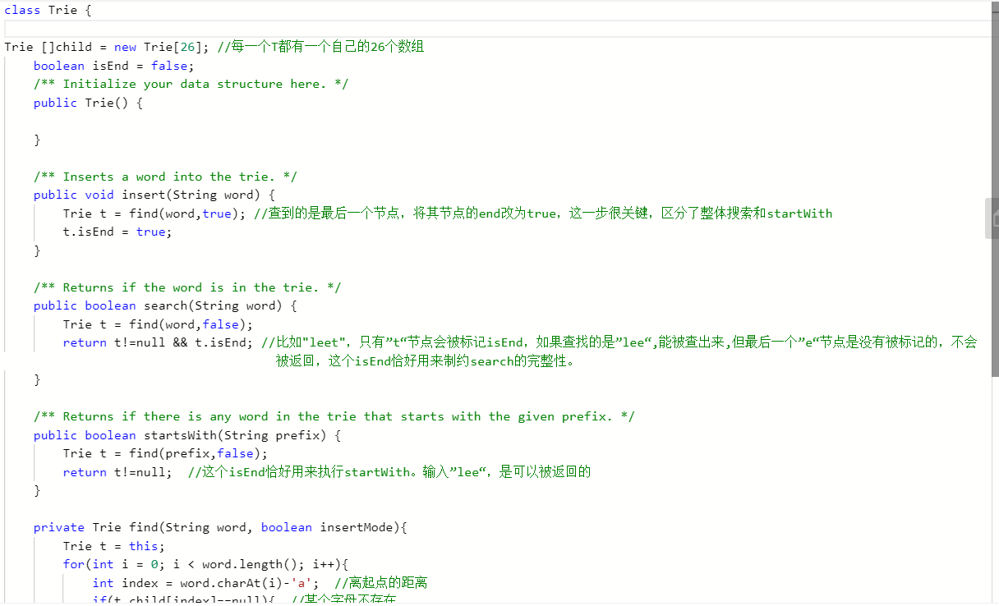 class Trie {
Trie []child = new Trie[26]; //每一个T都有一个自己的26个数组
boolean isEnd = false;
/** Initialize your data structure here. */
public Trie() {
}
/** Inserts a word into the trie. */
public void insert(String word) {
Trie t = find(word,true); //查到的是最后一个节点，将其节点的end改为true，这一步很关键，区分了整体搜索和startWith
t.isEnd = true;
}
/** Returns if the word is in the trie. */
public boolean search(String word) {
Trie t = find(word,false);
return t!=null && t.isEnd; //比如"leet"，只有”t“节点会被标记isEnd，如果查找的是”lee“,能被查出来,但最后一个”e“节点是没有被标记的，不会
被返回，这个isEnd恰好用来制约search的完整性。
}
/** Returns if there is any word in the trie that starts with the given prefix. */
public boolean startsWith(String prefix) {
Trie t = find(prefix,false);
return t!=null; //这个isEnd恰好用来执行startWith。输入”lee“，是可以被返回的
}
private Trie find(String word, boolean insertMode){
Trie t = this;
for(int i = 0; i < word.length(); i++){
int index = word.charAt(i)-'a'; //离起点的距离
if(t.child[index]==null){ //某个字母不存在